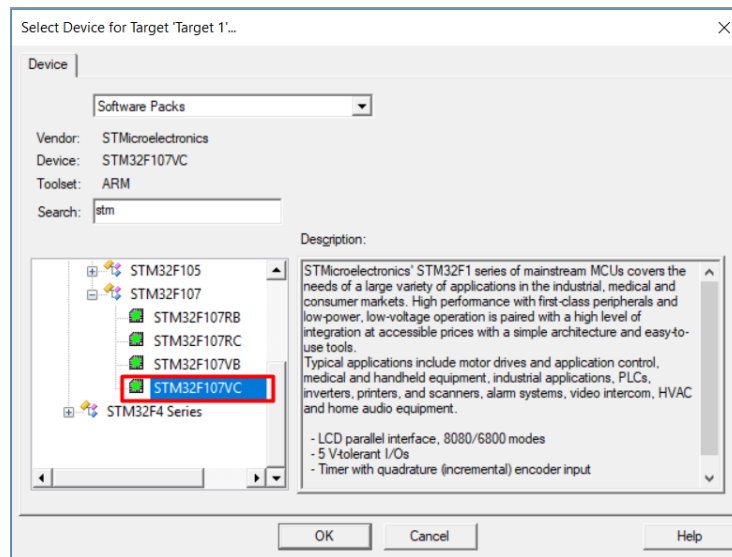 Select Device for Target 'Target 1'...
Device
Software Packs
Vendor: STMicroelectronics
Device: STM32F107VC
Toolset: ARM
Search: stm
Description:
STM32F105
STM32F107
STM32F107RB
STM32F107RC
STM32F107VB
STM32F107VC
STM32F4 Series
STMicroelectronics' STM32F1 series of mainstream MCUs covers the
needs of a large variety of applications in the industrial, medical and
consumer markets. High performance with first-class peripherals and
low-power, low-voltage operation is paired with a high level of
integration at accessible prices with a simple architecture and easy-to-
use tools.
Typical applications include motor drives and application control,
medical and handheld equipment, industrial applications, PLCs,
inverters, printers, and scanners, alarm systems, video intercom, HVAC
and home audio equipment.
- LCD parallel interface, 8080/6800 modes
- 5 V-tolerant I/Os
- Timer with quadrature (incremental) encoder input
OK
Cancel
Help